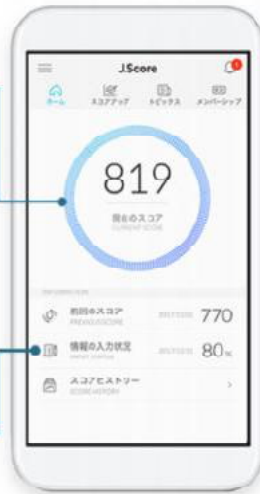 J.Score
1
ホーム
スコアアップ
トピックス
メンバーシップ
819
現在のスコア
CURRENT SCORE
前回のスコア
PREVIOUS SCORE
770
情報の入力状況
80%
スコアヒストリー
SCORE HISTORY